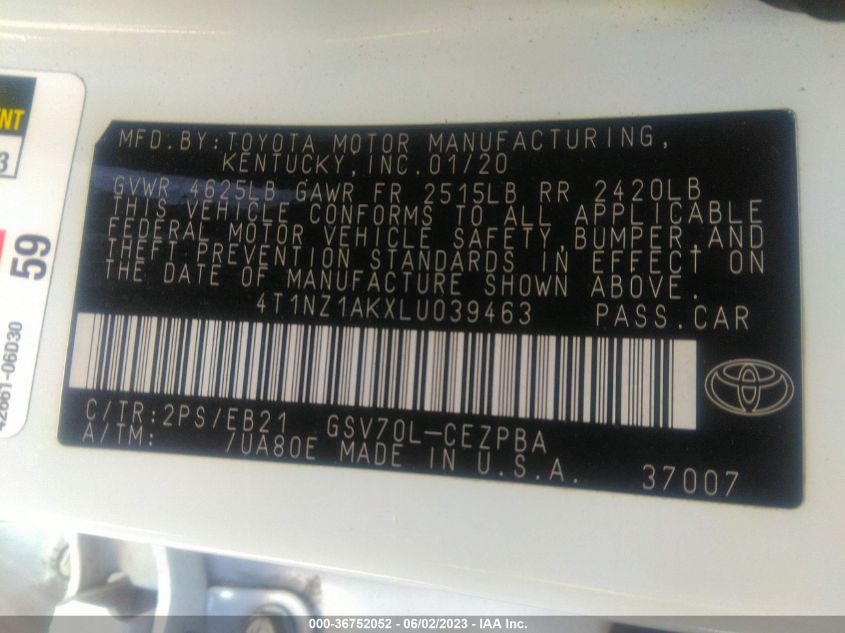 MFD.BY:TOYOTA MOTOR MANUFACTURING,
KENTUCKY,INC.01/20
GVWR 4625LB GAWR FR 2515LB RR 2420LB
THIS VEHICLE CONFORMS TO ALL APPLICABLE
FEDERAL MOTOR VEHICLE SAFETY,BUMPER,AND
THEFT PREVENTION STANDARDS IN EFFECT ON
THE DATE OF MANUFACTURE SHOWN ABOVE.
4T1NZ1AKXLU039463 PASS.CAR
C/TR:2PS/EB21 GSV70L-CEZPBA
A/TM: /UA80E MADE IN U.S.A. 37007
59
42661-06D30
000-36752052 - 06/02/2023 - IAA Inc.